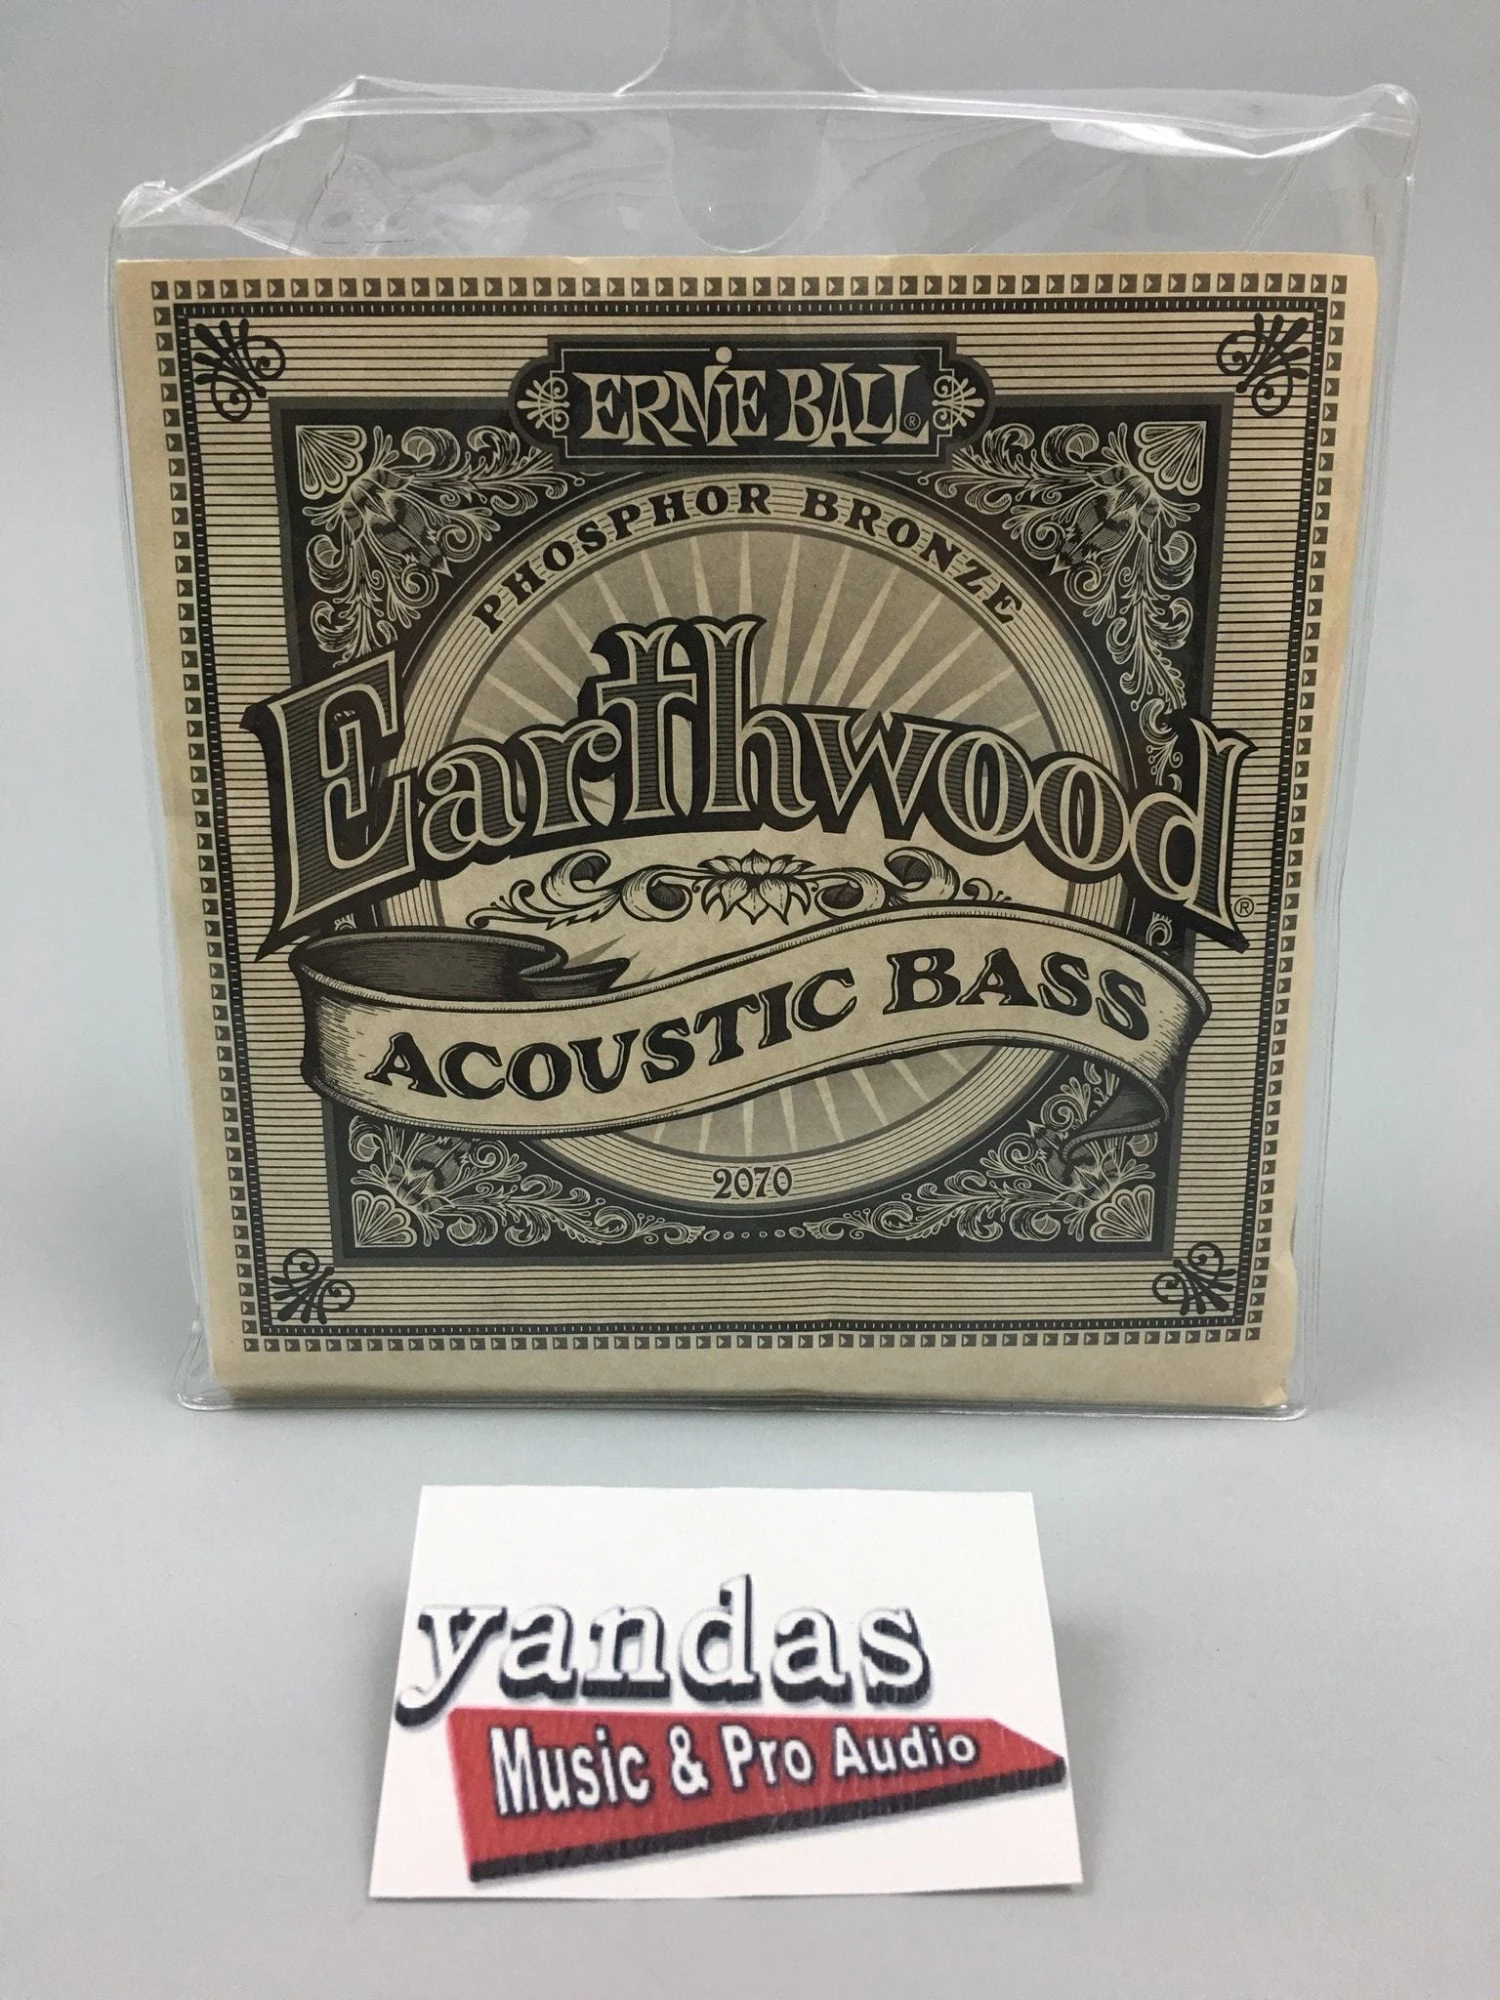 ERNIE BALL®
PHOSPHOR BRONZE
Earthwood®
ACOUSTIC BASS
2070
yandas
Music & Pro Audio